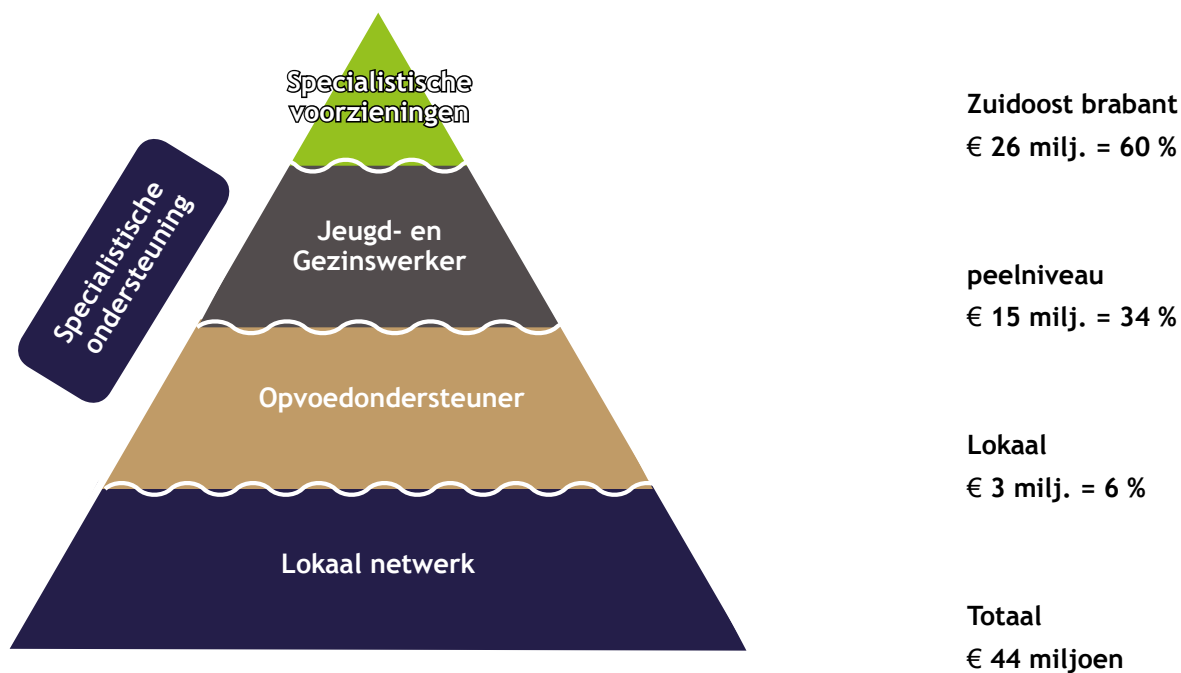 Specialistische
voorzieningen
Specialistische
ondersteuning
Jeugd- en
Gezinswerker
Opvoedondersteuner
Lokaal netwerk
Zuidoost brabant
€ 26 milj. = 60 %
peelniveau
€ 15 milj. = 34 %
Lokaal
€ 3 milj. = 6 %
Totaal
€ 44 miljoen